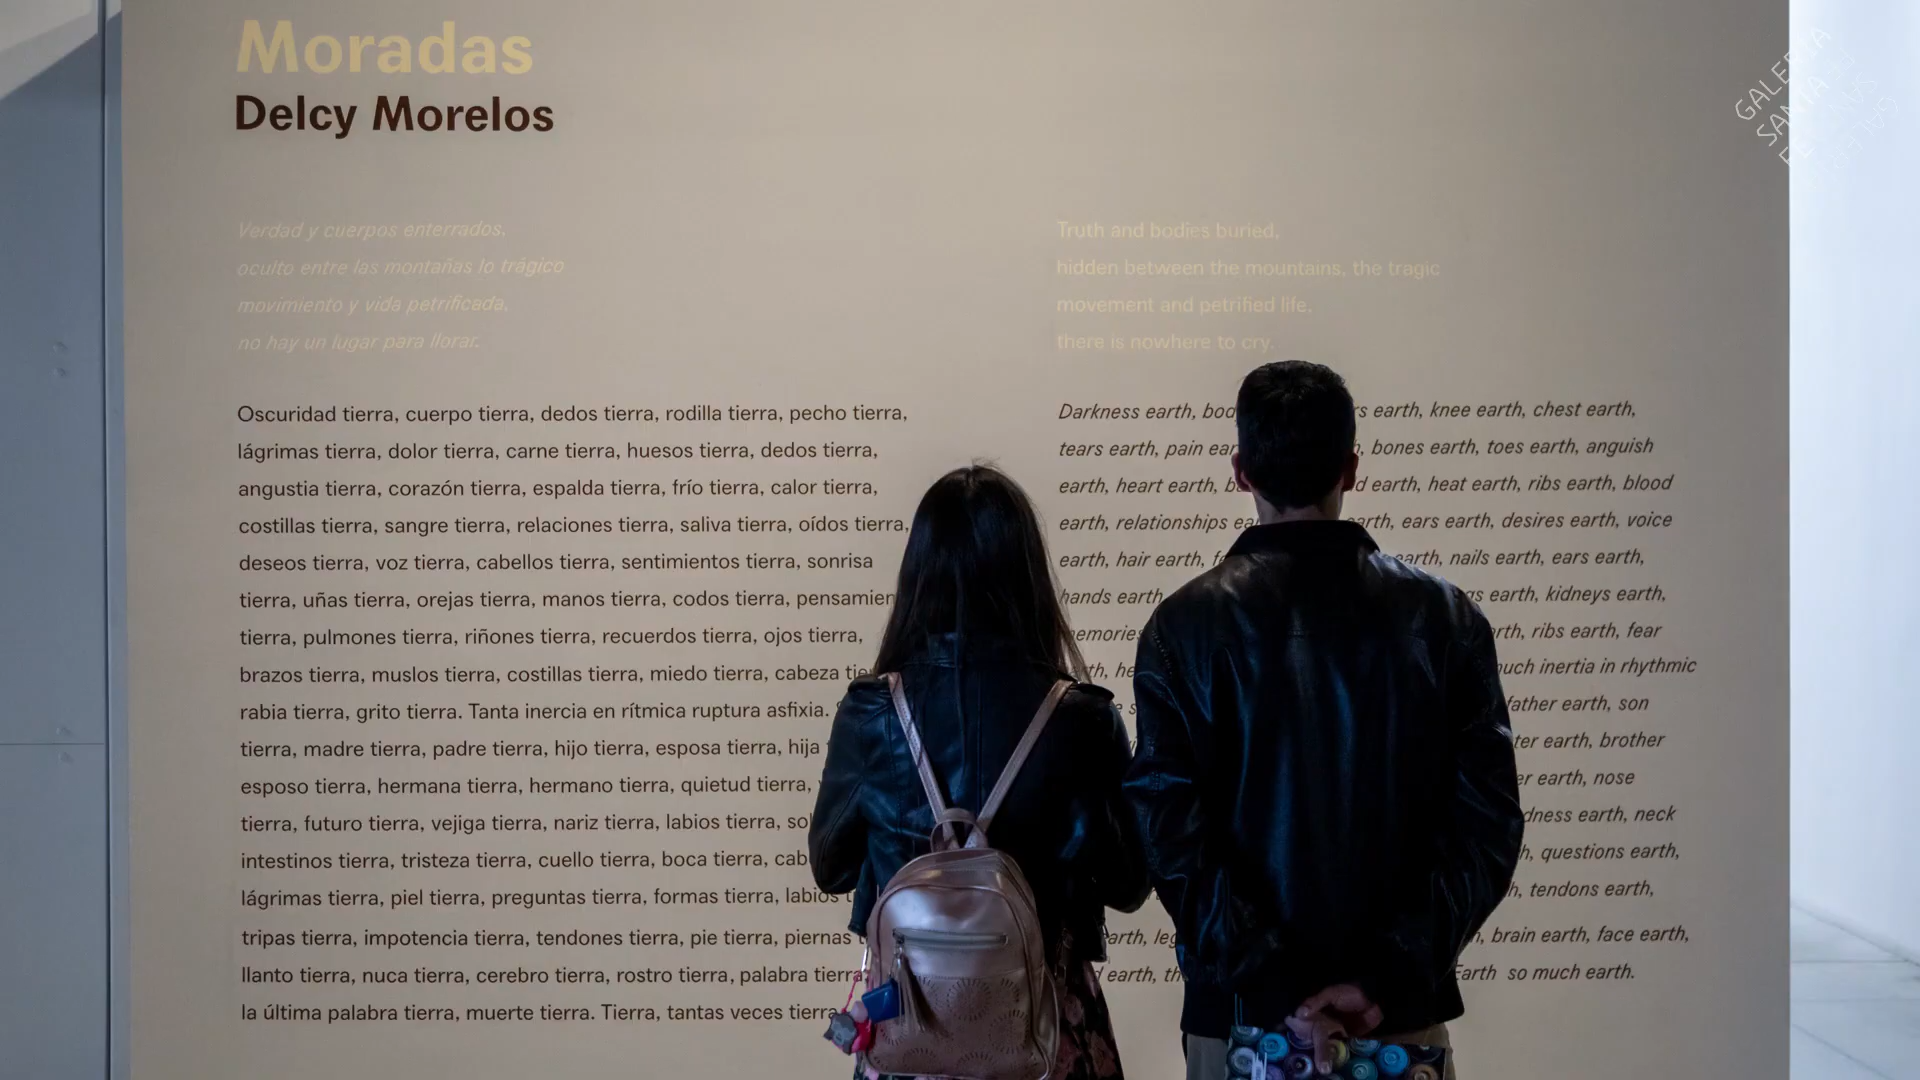 Moradas
Delcy Morelos
Verdad y cuerpos enterrados,
oculto entre las montañas lo trágico
movimiento y vida petrificada,
no hay un lugar para llorar.
Oscuridad tierra, cuerpo tierra, dedos tierra, rodilla tierra, pecho tierra,
lágrimas tierra, dolor tierra, carne tierra, huesos tierra, dedos tierra,
angustia tierra, corazón tierra, espalda tierra, frío tierra, calor tierra,
costillas tierra, sangre tierra, relaciones tierra, saliva tierra, oídos tierra,
deseos tierra, voz tierra, cabellos tierra, sentimientos tierra, sonrisa
tierra, uñas tierra, orejas tierra, manos tierra, codos tierra,
tierra, pulmones tierra, riñones tierra, recuerdos tierra, ojos tierra,
brazos tierra, muslos tierra, costillas tierra, miedo tierra, cabeza
rabia tierra, grito tierra. Tanta inercia en rítmica ruptura asfixia.
tierra, madre tierra, padre tierra, hijo tierra, esposa tierra, hija
esposo tierra, hermana tierra, hermano tierra, quietud tierra,
tierra, futuro tierra, vejiga tierra, nariz tierra, labios tierra,
intestinos tierra, tristeza tierra, cuello tierra, boca tierra,
lágrimas tierra, piel tierra, preguntas tierra, formas tierra, labios
tripas tierra, impotencia tierra, tendones tierra, pie tierra, piernas
llanto tierra, nuca tierra, cerebro tierra, rostro tierra, palabra tierra,
la última palabra tierra, muerte tierra. Tierra, tantas veces tierra
Truth and bodies buried,
hidden between the mountains, the tragic
movement and petrified life,
there is nowhere to cry.
Darkness earth, earth, knee earth, chest earth,
tears earth, pain bones earth, toes earth, anguish
earth, heart earth, earth, heat earth, ribs earth, blood
earth, relationships earth, ears earth, desires earth, voice
earth, hair earth, earth, nails earth, ears earth,
hands earth earth, kidneys earth,
memories earth, ribs earth, fear
earth, much inertia in rhythmic
father earth, son
earth, brother
earth, nose
earth, neck
questions earth,
tendons earth,
earth, brain earth, face earth,
earth, Earth so much earth.
GALERÍA
SANTA
FE